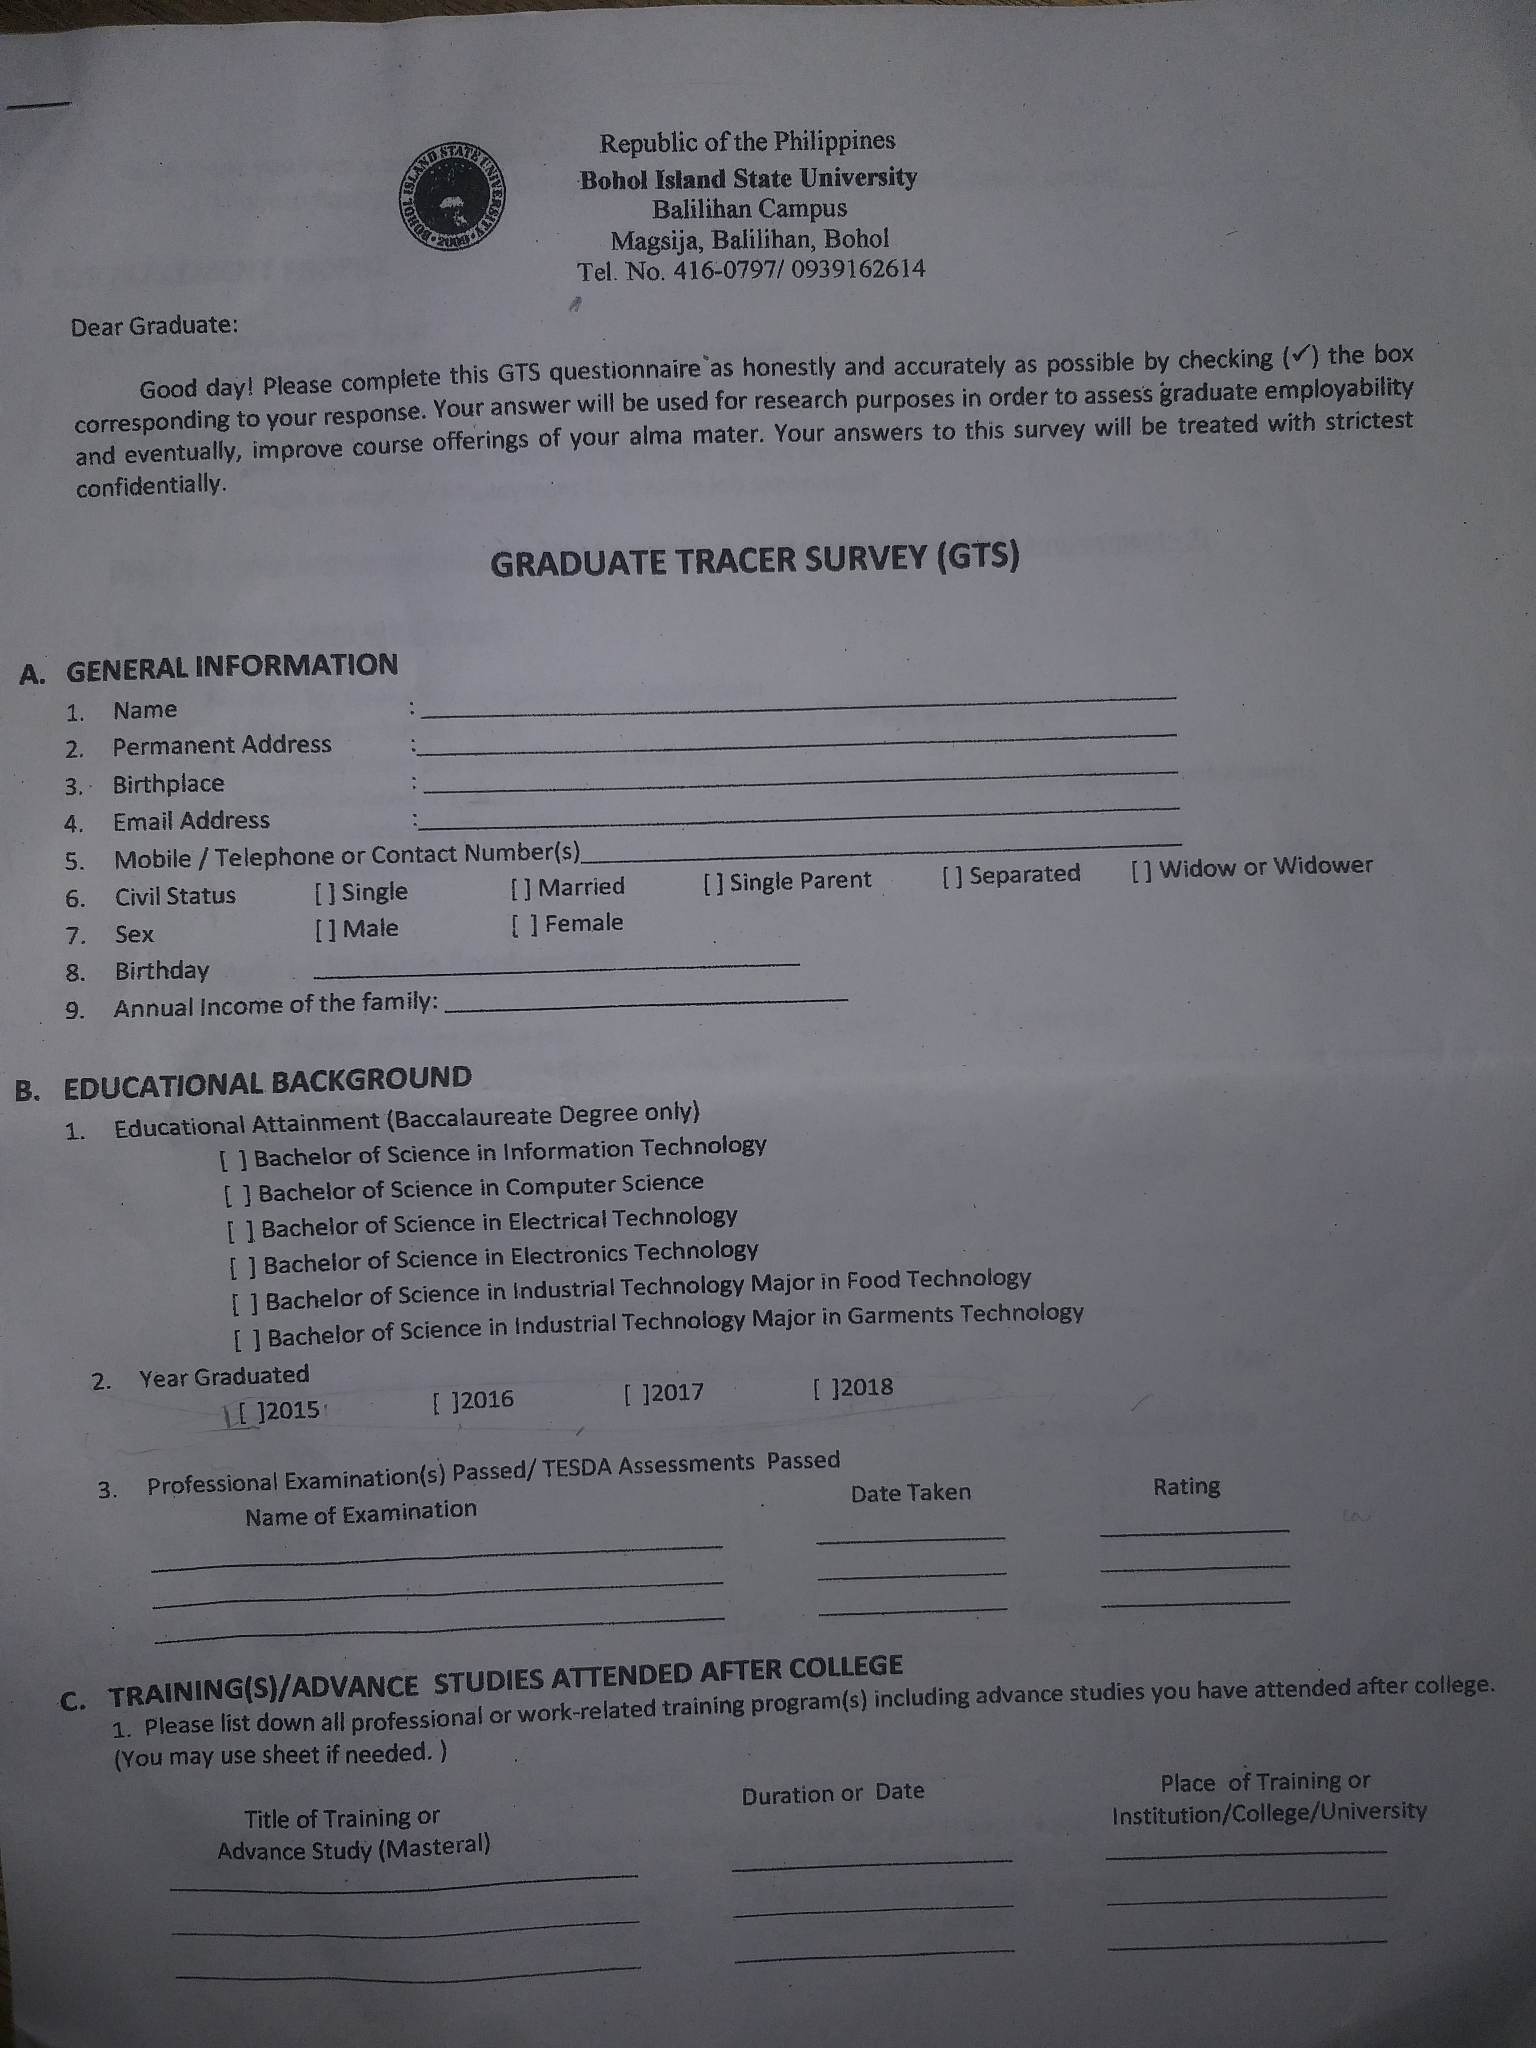 BOHOL ISLAND STATE UNIVERSITY
2009
Republic of the Philippines
Bohol Island State University
Balilihan Campus
Magsija, Balilihan, Bohol
Tel. No. 416-0797/ 0939162614
Dear Graduate:
Good day! Please complete this GTS questionnaire as honestly and accurately as possible by checking (✓) the box
corresponding to your response. Your answer will be used for research purposes in order to assess graduate employability
and eventually, improve course offerings of your alma mater. Your answers to this survey will be treated with strictest
confidentially.
GRADUATE TRACER SURVEY (GTS)
A. GENERAL INFORMATION
1. Name : ____________________
2. Permanent Address :____________________
3. Birthplace : ____________________
4. Email Address :____________________
5. Mobile / Telephone or Contact Number(s)____________________
6. Civil Status [ ] Single [ ] Married [ ] Single Parent [ ] Separated [ ] Widow or Widower
7. Sex [ ] Male [ ] Female
8. Birthday ____________________
9. Annual Income of the family: ____________________
B. EDUCATIONAL BACKGROUND
1. Educational Attainment (Baccalaureate Degree only)
[ ] Bachelor of Science in Information Technology
[ ] Bachelor of Science in Computer Science
[ ] Bachelor of Science in Electrical Technology
[ ] Bachelor of Science in Electronics Technology
[ ] Bachelor of Science in Industrial Technology Major in Food Technology
[ ] Bachelor of Science in Industrial Technology Major in Garments Technology
2. Year Graduated
[ ]2015 [ ]2016 [ ]2017 [ ]2018
3. Professional Examination(s) Passed/ TESDA Assessments Passed
Name of Examination Date Taken Rating
C. TRAINING(S)/ADVANCE STUDIES ATTENDED AFTER COLLEGE
1. Please list down all professional or work-related training program(s) including advance studies you have attended after college.
(You may use sheet if needed. )
Title of Training or Advance Study (Masteral) Duration or Date Place of Training or Institution/College/University